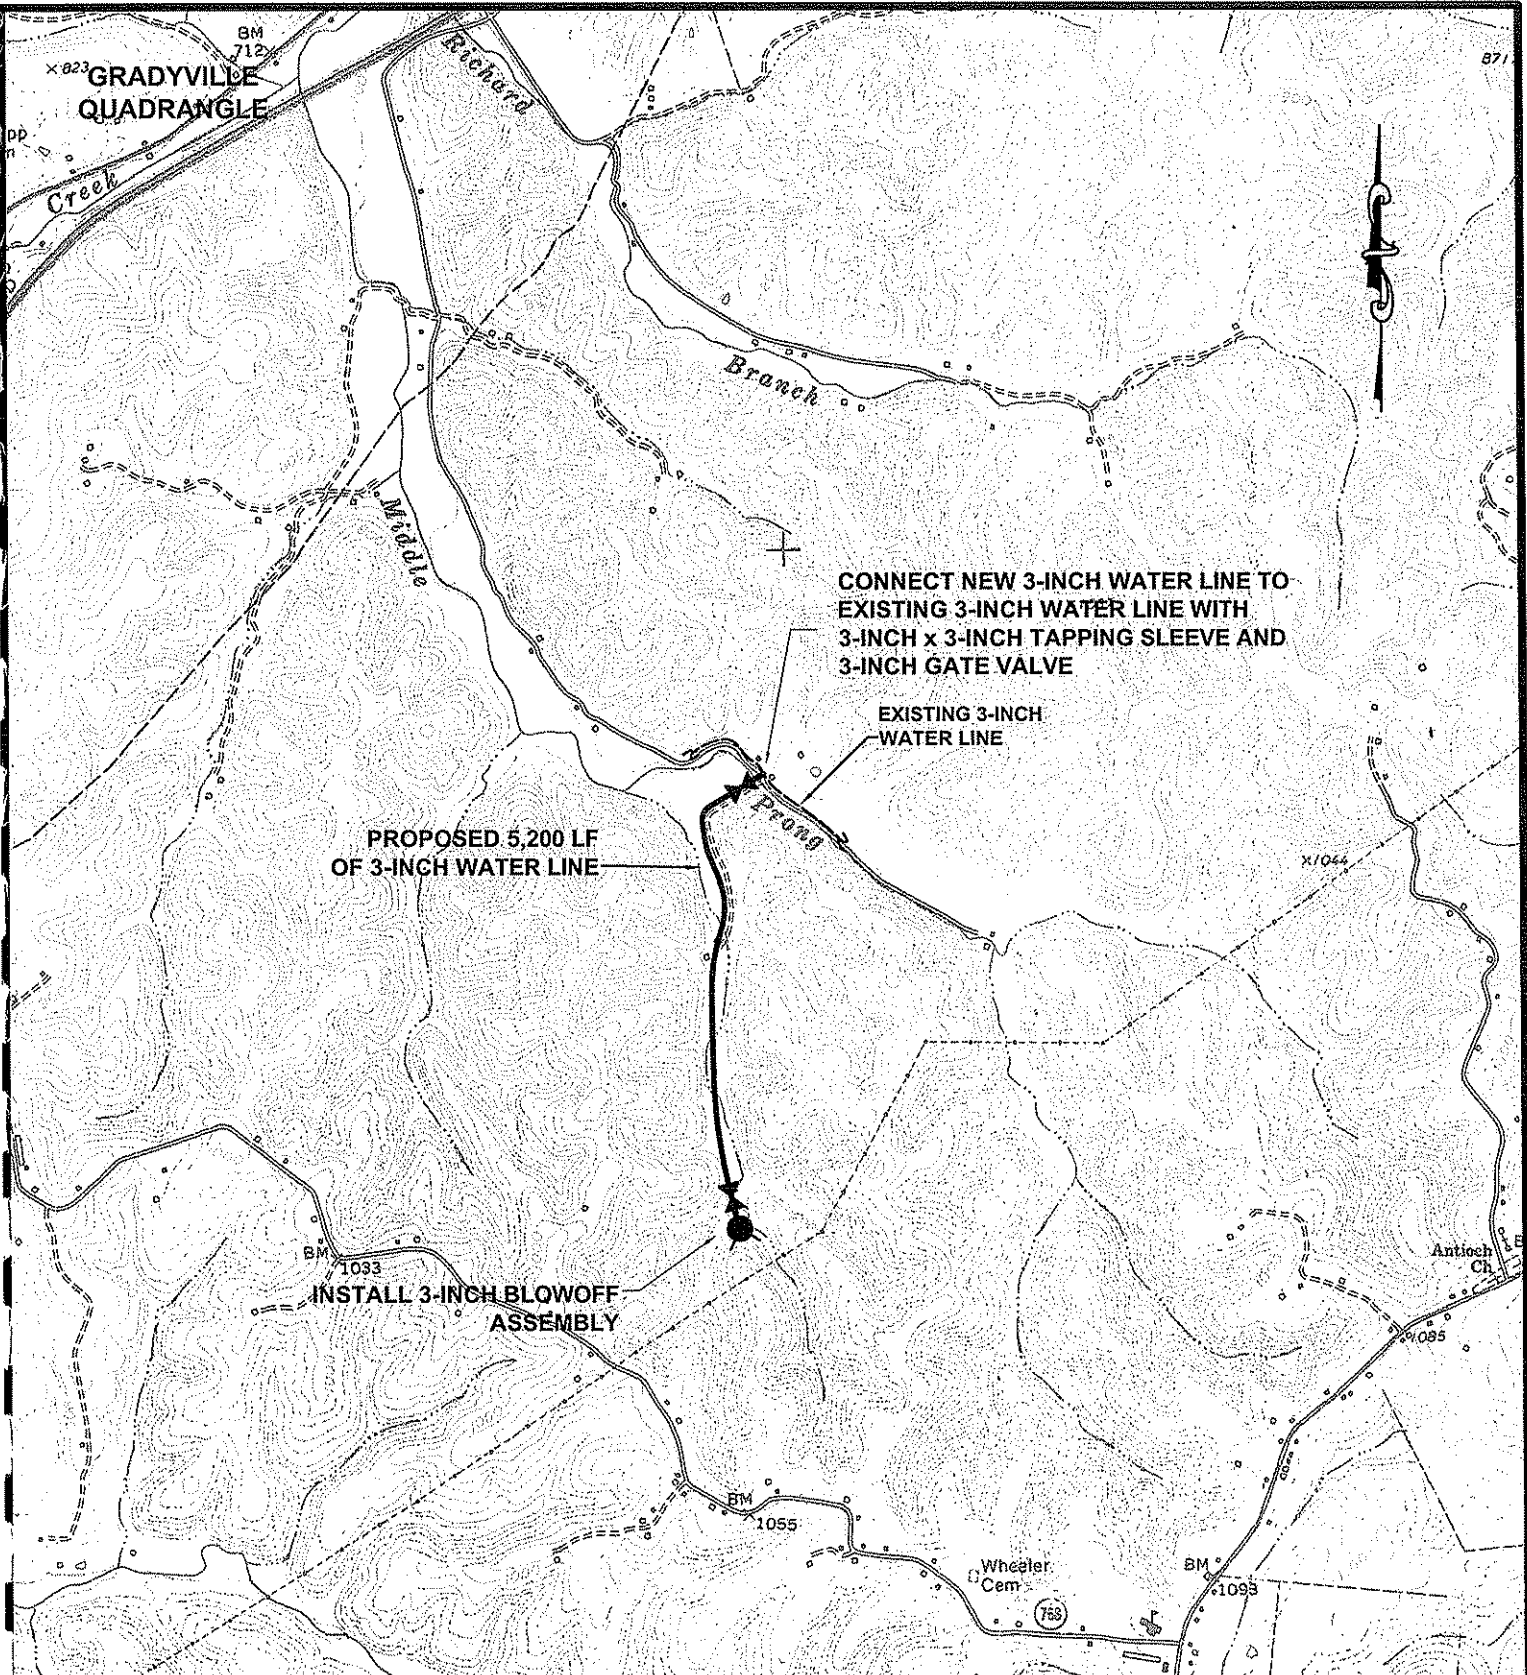 BM
712
×823
GRADYVILLE
QUADRANGLE
Creek
Richard
871
Branch
Middle
CONNECT NEW 3-INCH WATER LINE TO
EXISTING 3-INCH WATER LINE WITH
3-INCH x 3-INCH TAPPING SLEEVE AND
3-INCH GATE VALVE
EXISTING 3-INCH
WATER LINE
Prong
PROPOSED 5,200 LF
OF 3-INCH WATER LINE
×1044
BM
1033
INSTALL 3-INCH BLOWOFF
ASSEMBLY
Antioch
Ch
1085
BM
×1055
Wheeler
Cem
768
BM
1093